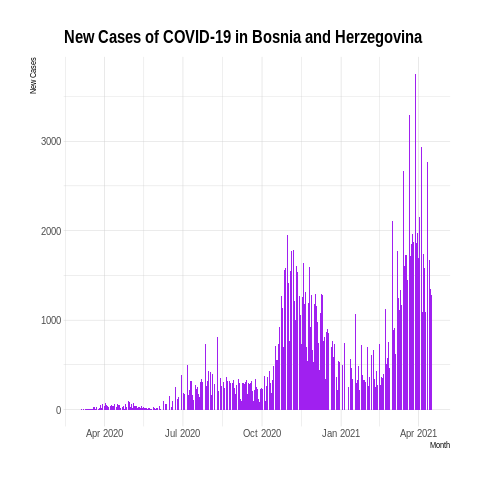 New Cases of COVID-19 in Bosnia and Herzegovina
New Cases
3000
2000
1000
0
Apr 2020 Jul 2020 Oct 2020 Jan 2021 Apr 2021
Month